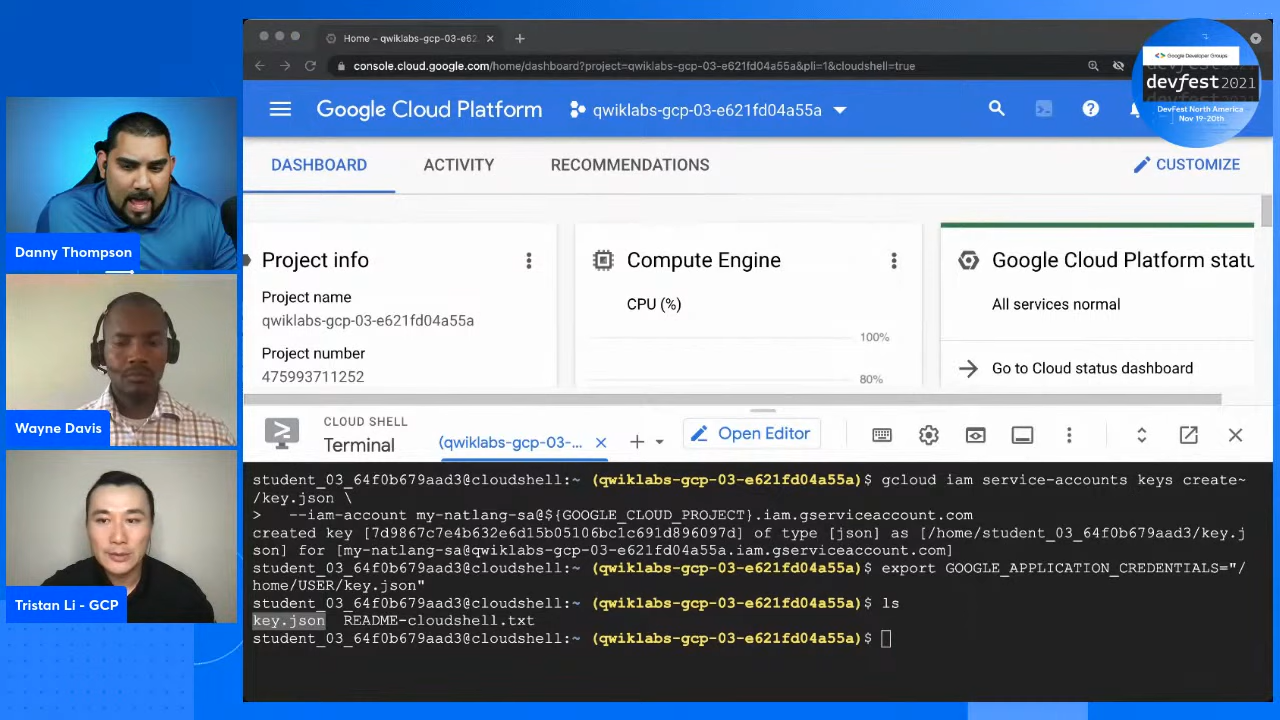 Home – qwiklabs-gcp-03-e62
console.cloud.google
me/dashboard?project=qwiklabs-gcp-03-e621fd04a55a&pli=1&cloudshell=true
Google Developer Groups
devfest2021
DevFest North America
Nov 19-20th
Google Cloud Platform
qwiklabs-gcp-03-e621fd04a55a
DASHBOARD
ACTIVITY
RECOMMENDATIONS
CUSTOMIZE
Danny Thompson
Wayne Davis
Tristan Li - GCP
Project info
Project name
qwiklabs-gcp-03-e621fd04a55a
Project number
475993711252
Compute Engine
CPU (%)
100%
80%
Google Cloud Platform statu
All services normal
Go to Cloud status dashboard
CLOUD SHELL
Terminal
(qwiklabs-gcp-03-...
Open Editor
student_03_64f0b679aad3@cloudshell:~ (qwiklabs-gcp-03-e621fd04a55a)$ gcloud iam service-accounts keys create~
/key.json \
> --iam-account my-natlang-sa@${GOOGLE_CLOUD_PROJECT}.iam.gserviceaccount.com
created key [7d9867c7e4b632e6d15b05106bc1c691d896097d] of type [json] as [/home/student_03_64f0b679aad3/key.j
son] for [my-natlang-sa@qwiklabs-gcp-03-e621fd04a55a.iam.gserviceaccount.com]
student_03_64f0b679aad3@cloudshell:~ (qwiklabs-gcp-03-e621fd04a55a)$ export GOOGLE_APPLICATION_CREDENTIALS="/
home/USER/key.json"
student_03_64f0b679aad3@cloudshell:~ (qwiklabs-gcp-03-e621fd04a55a)$ ls
key.json README-cloudshell.txt
student_03_64f0b679aad3@cloudshell:~ (qwiklabs-gcp-03-e621fd04a55a)$